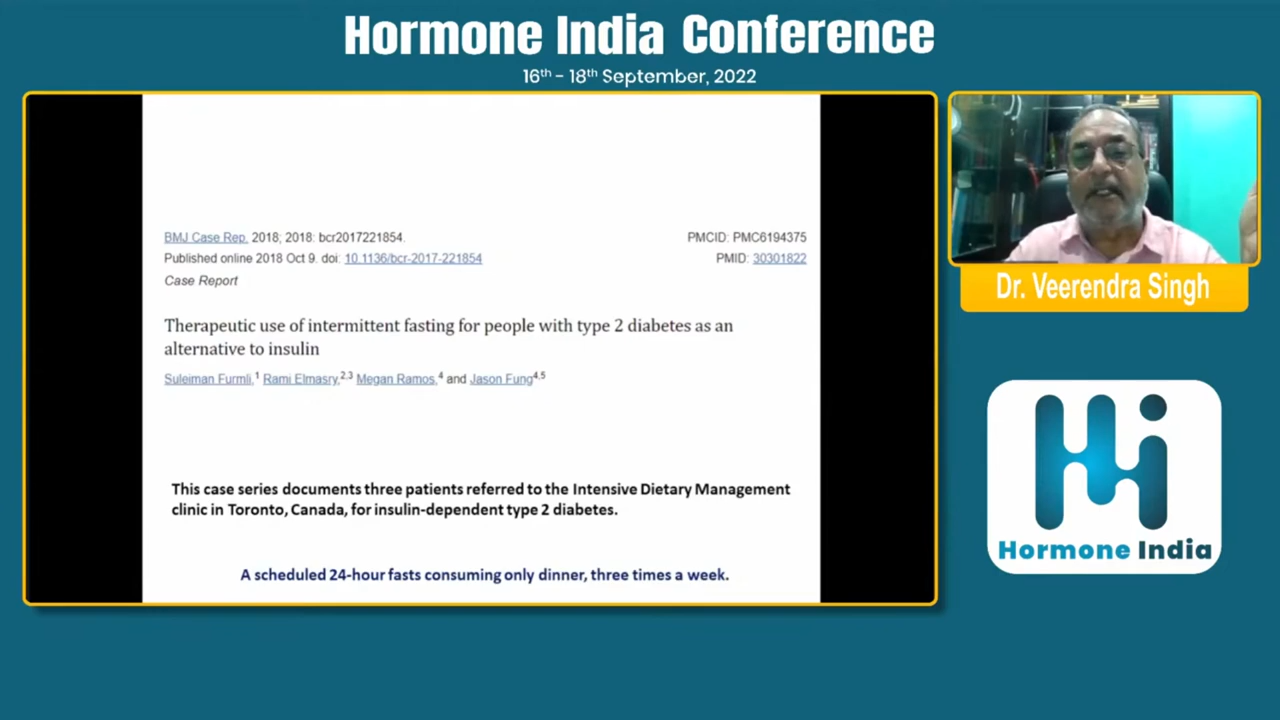 Hormone India Conference
16th - 18th September, 2022
BMJ Case Rep. 2018; 2018: bcr2017221854.
PMCID: PMC6194375
Published online 2018 Oct 9. doi: 10.1136/bcr-2017-221854
PMID: 30301822
Case Report
Therapeutic use of intermittent fasting for people with type 2 diabetes as an
alternative to insulin
Suleiman Furmli,1 Rami Elmasry,2,3 Megan Ramos,4 and Jason Fung4,5
This case series documents three patients referred to the Intensive Dietary Management
clinic in Toronto, Canada, for insulin-dependent type 2 diabetes.
A scheduled 24-hour fasts consuming only dinner, three times a week.
Dr. Veerendra Singh
Hi
Hormone India